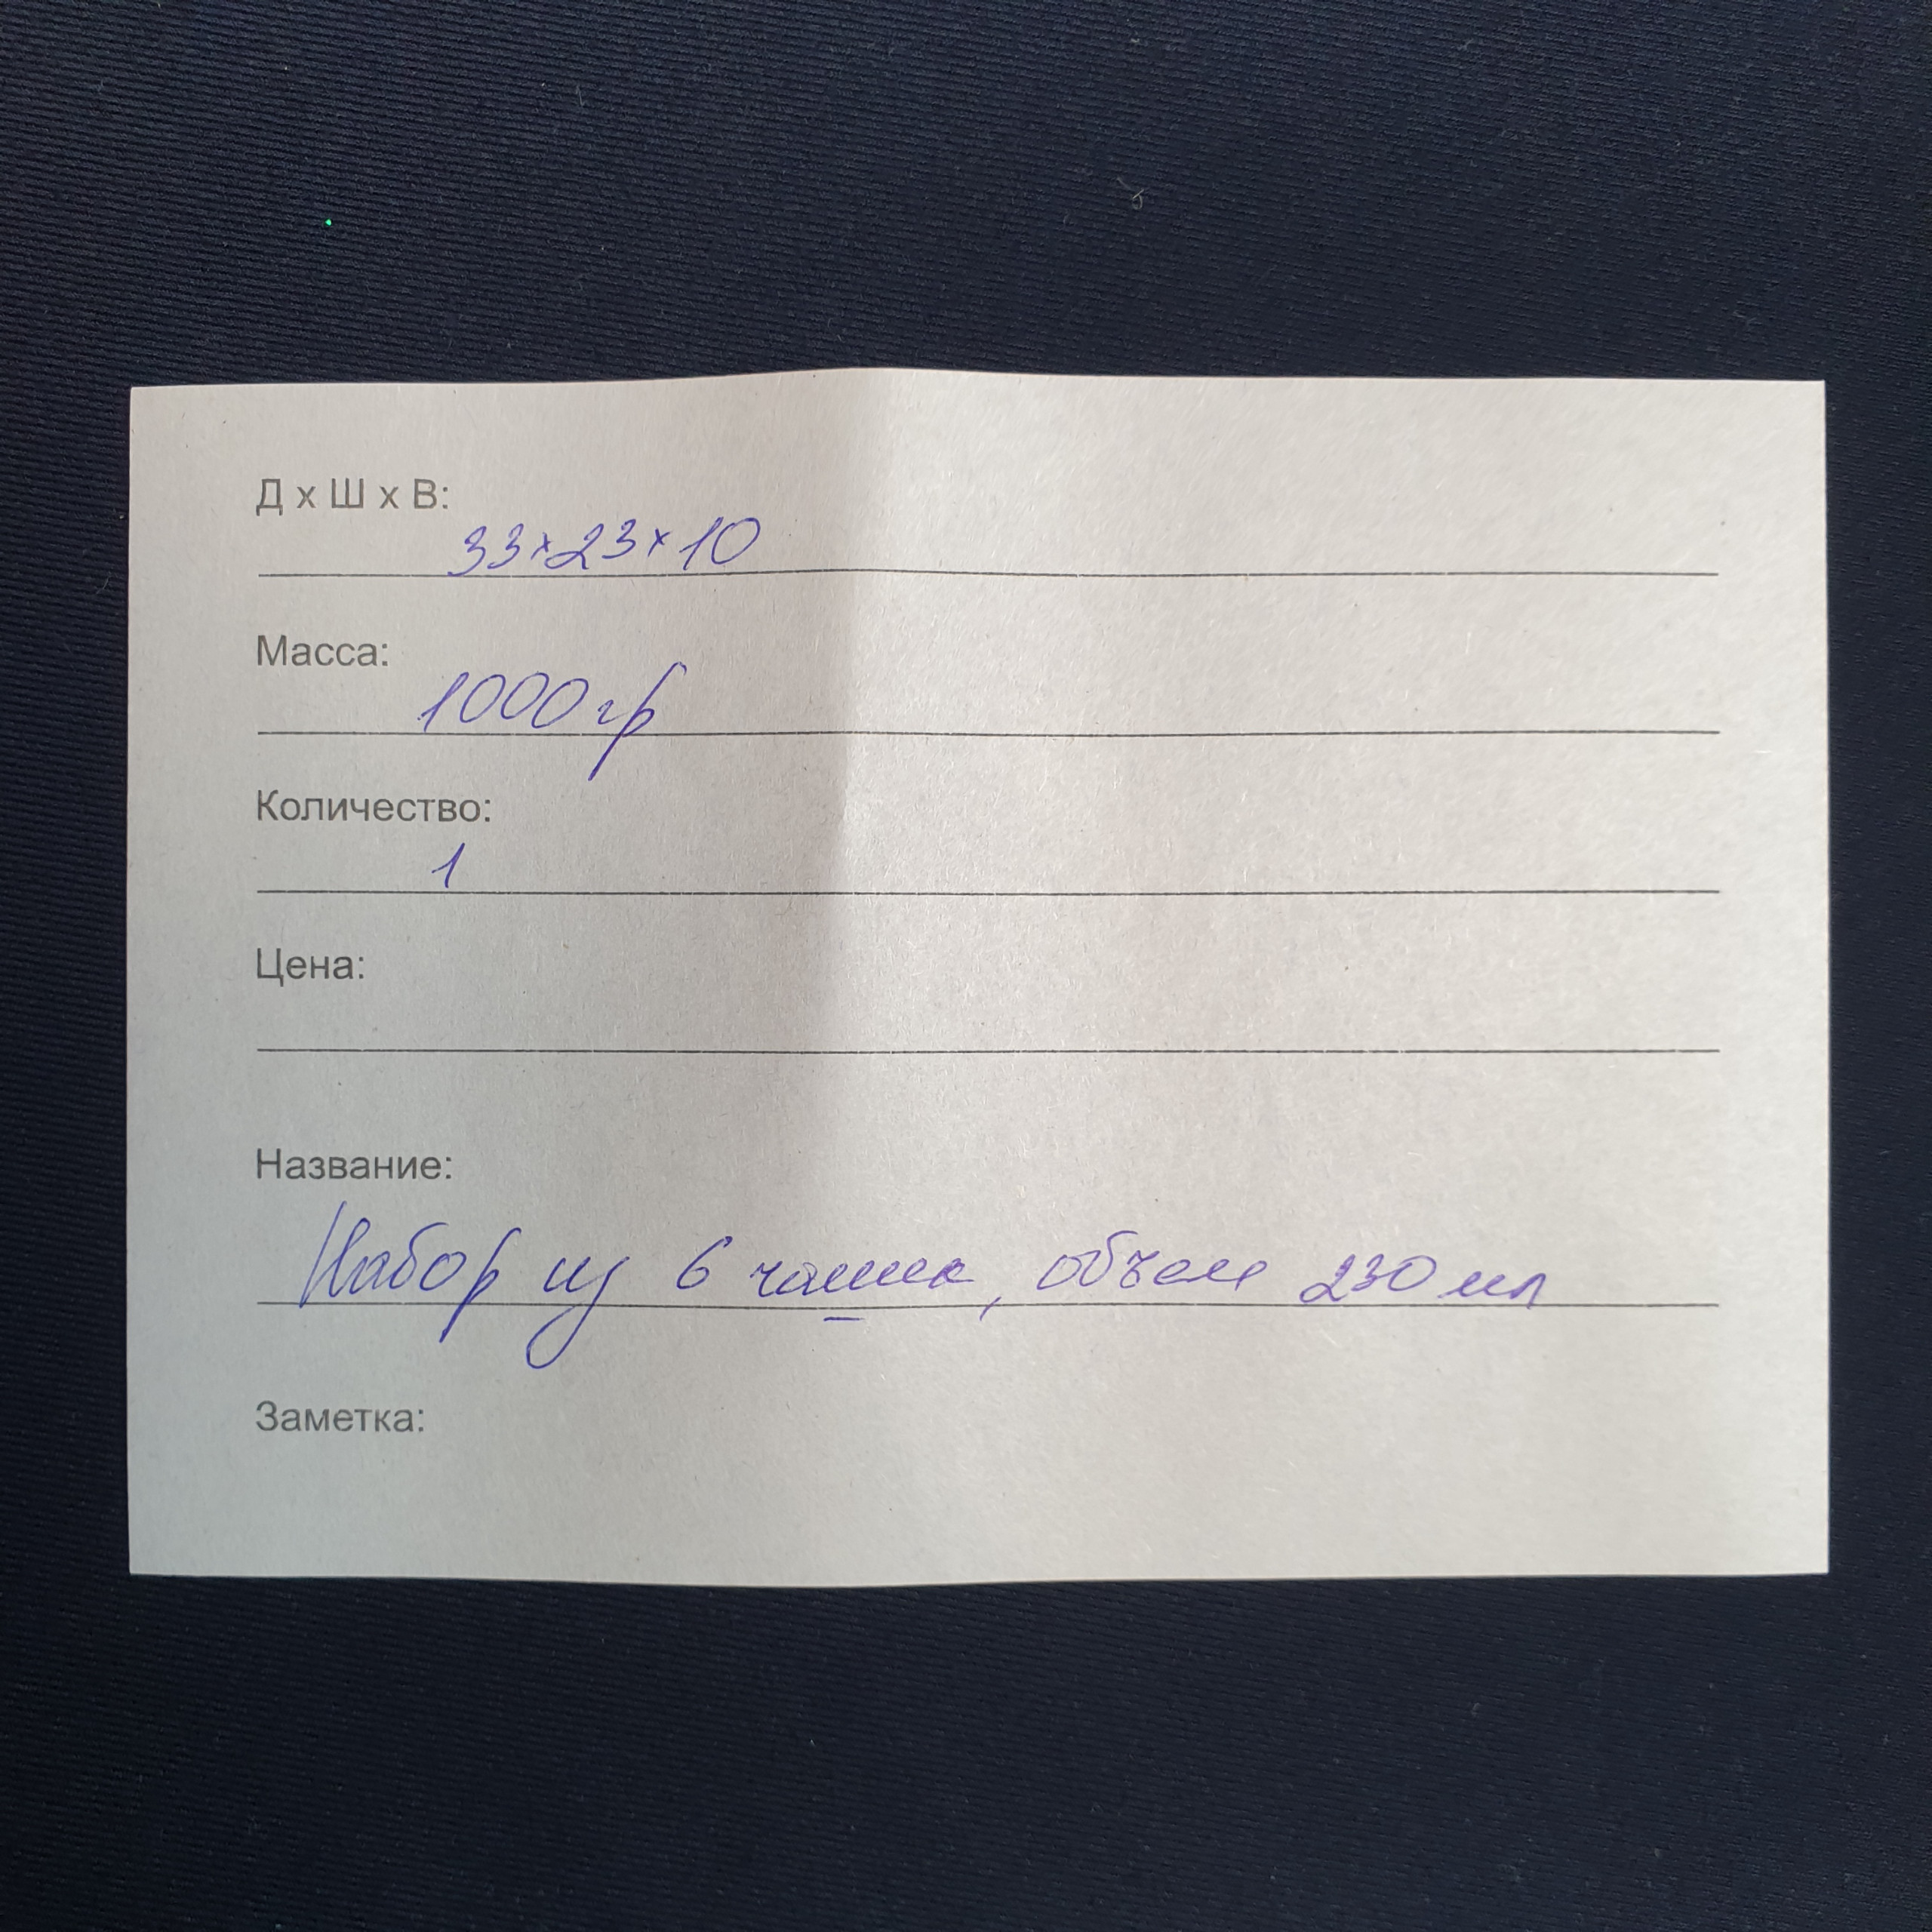 Д х Ш х В:
33×23×10
Масса:
1000 гр
Количество:
1
Цена:
Название:
Набор из 6 чашек, объем 230 мл
Заметка: